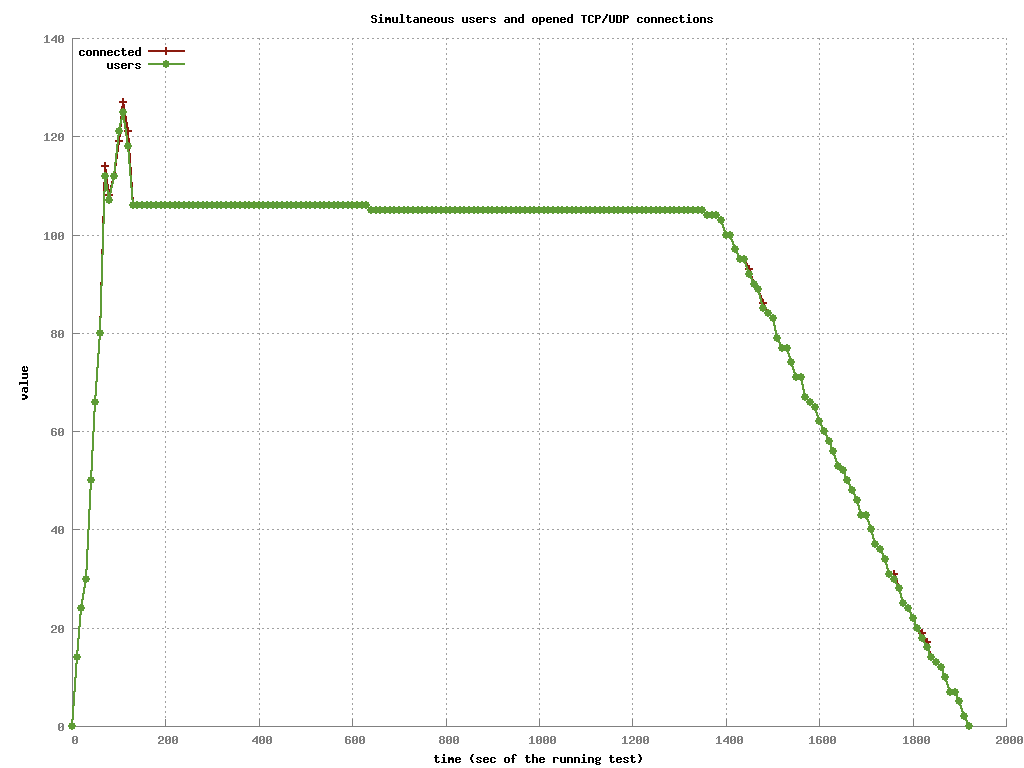 Simultaneous users and opened TCP/UDP connections
140
connected
users
120
100
80
value
60
40
20
0
0 200 400 600 800 1000 1200 1400 1600 1800 2000
time (sec of the running test)